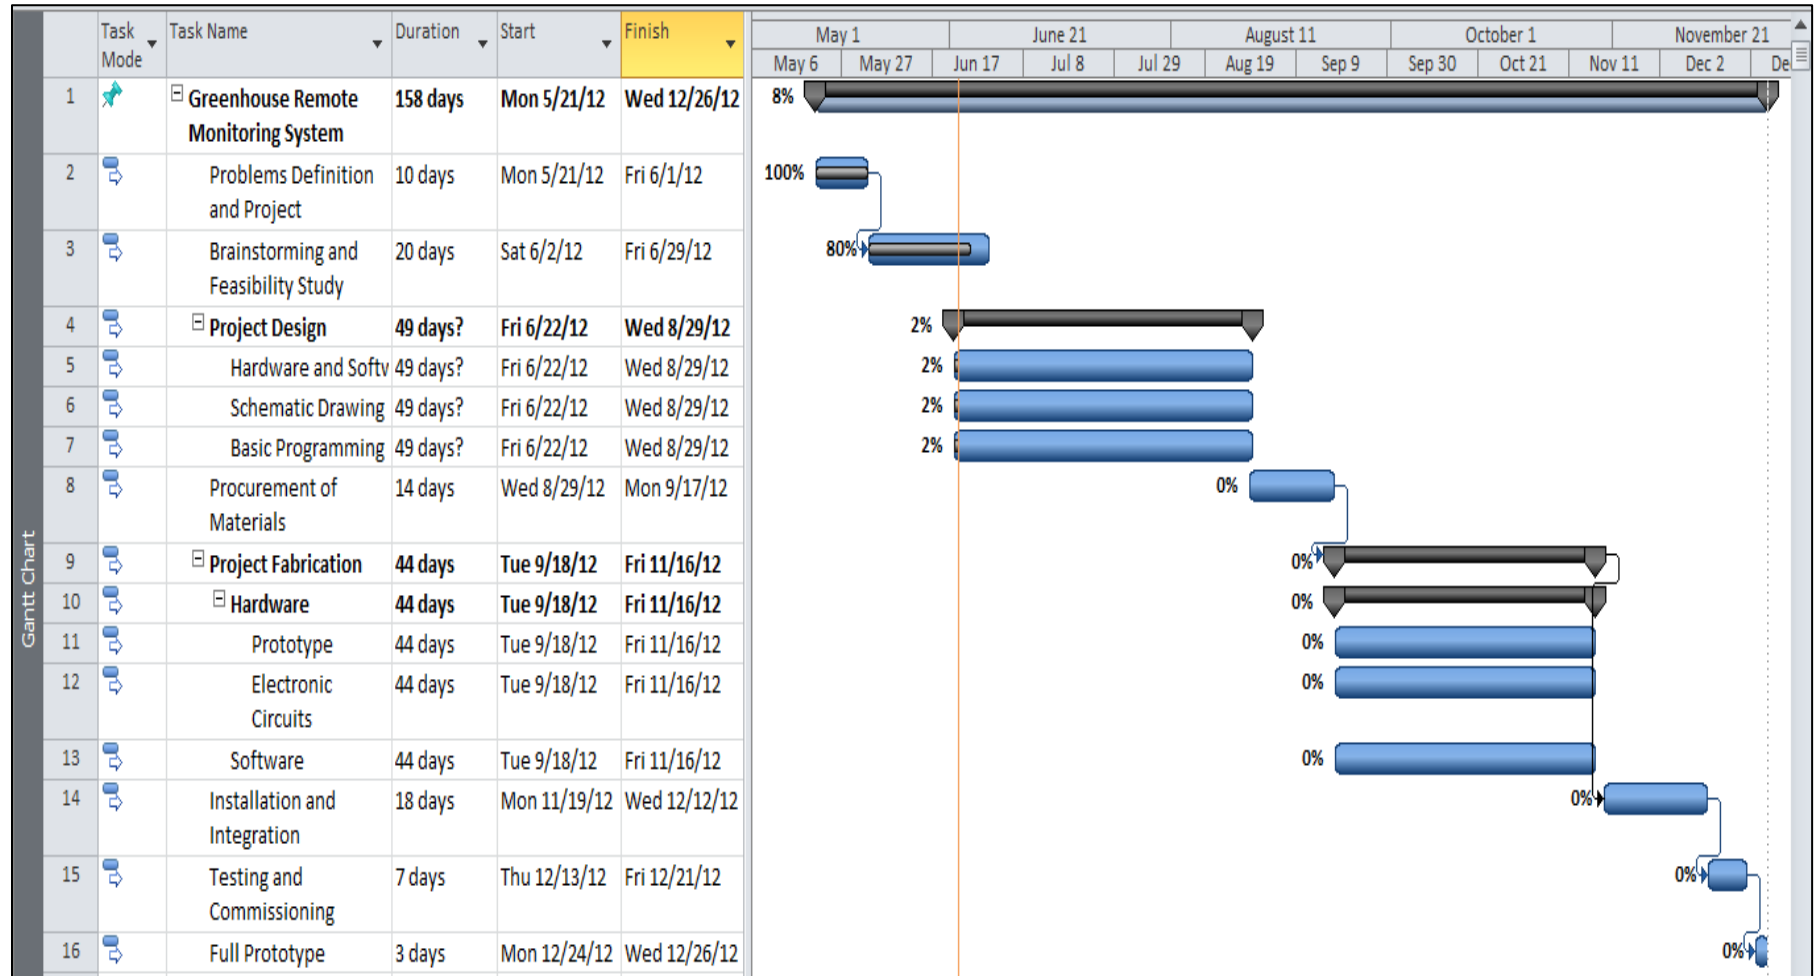 Task Mode Task Name Duration Start Finish
May 1 June 21 August 11 October 1 November 21
May 6 May 27 Jun 17 Jul 8 Jul 29 Aug 19 Sep 9 Sep 30 Oct 21 Nov 11 Dec 2
Gantt Chart
1 Greenhouse Remote 158 days Mon 5/21/12 Wed 12/26/12 8%
Monitoring System
2 Problems Definition 10 days Mon 5/21/12 Fri 6/1/12 100%
and Project
3 Brainstorming and 20 days Sat 6/2/12 Fri 6/29/12 80%
Feasibility Study
4 Project Design 49 days? Fri 6/22/12 Wed 8/29/12 2%
5 Hardware and Softv 49 days? Fri 6/22/12 Wed 8/29/12 2%
6 Schematic Drawing 49 days? Fri 6/22/12 Wed 8/29/12 2%
7 Basic Programming 49 days? Fri 6/22/12 Wed 8/29/12 2%
8 Procurement of 14 days Wed 8/29/12 Mon 9/17/12 0%
Materials
9 Project Fabrication 44 days Tue 9/18/12 Fri 11/16/12 0%
10 Hardware 44 days Tue 9/18/12 Fri 11/16/12 0%
11 Prototype 44 days Tue 9/18/12 Fri 11/16/12 0%
12 Electronic 44 days Tue 9/18/12 Fri 11/16/12 0%
Circuits
13 Software 44 days Tue 9/18/12 Fri 11/16/12 0%
14 Installation and 18 days Mon 11/19/12 Wed 12/12/12 0%
Integration
15 Testing and 7 days Thu 12/13/12 Fri 12/21/12 0%
Commissioning
16 Full Prototype 3 days Mon 12/24/12 Wed 12/26/12 0%